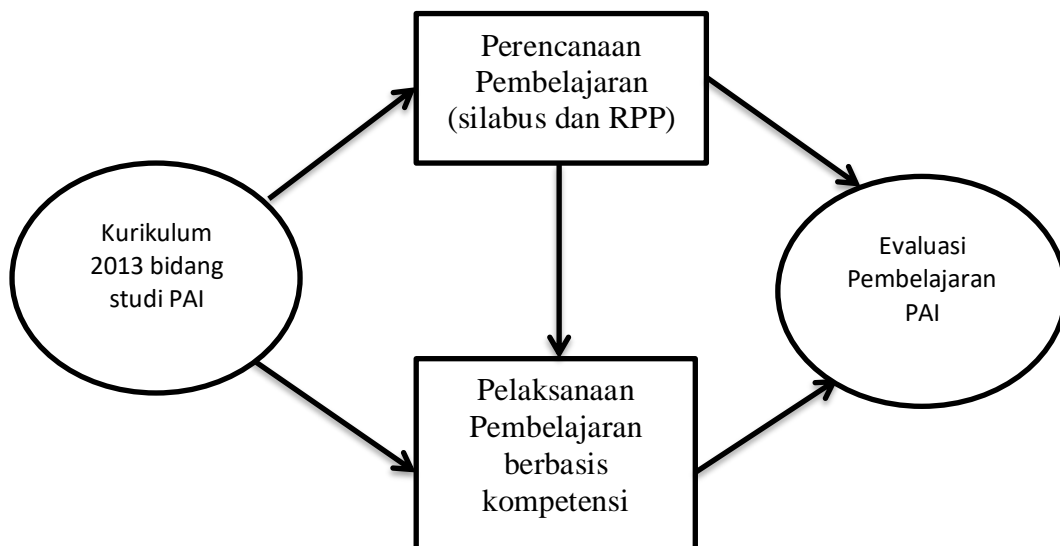 Perencanaan
Pembelajaran
(silabus dan RPP)
Kurikulum
2013 bidang
studi PAI
Evaluasi
Pembelajaran
PAI
Pelaksanaan
Pembelajaran
berbasis
kompetensi